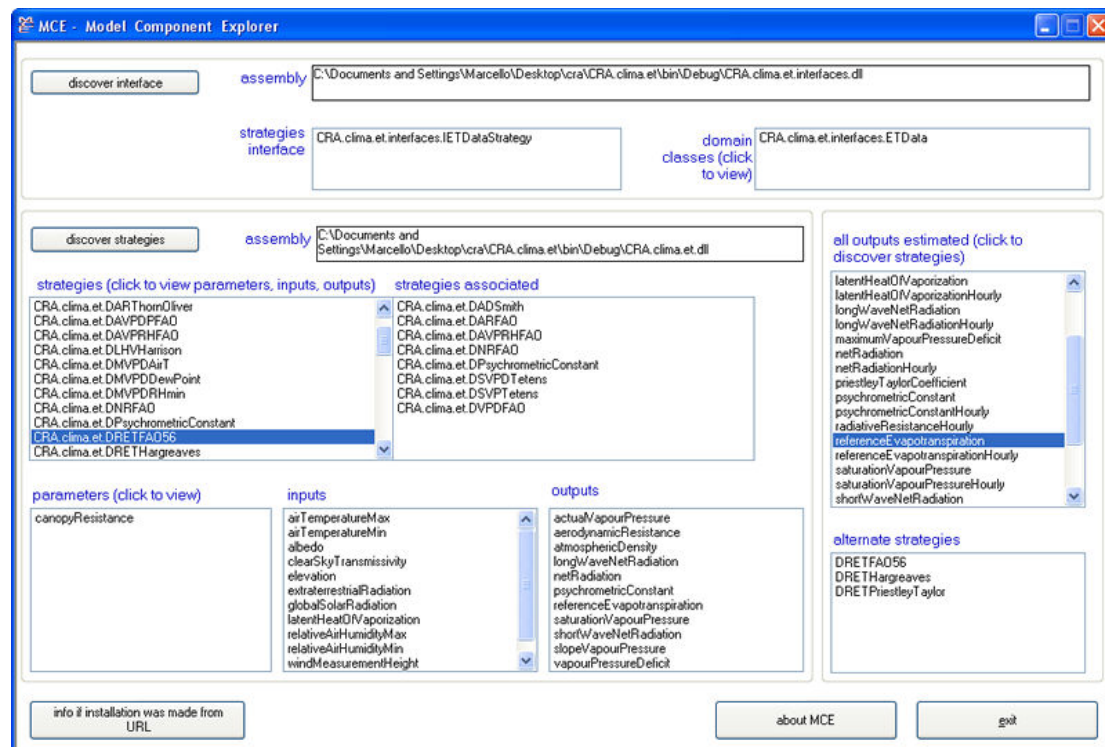 MCE - Model Component Explorer
discover interface
assembly
C:\Documents and Settings\Marcello\Desktop\cra\CRA.clima.et\bin\Debug\CRA.clima.et.interfaces.dll
strategies
interface
CRA.clima.et.interfaces.IETDataStrategy
domain
classes (click
to view)
CRA.clima.et.interfaces.ETData
discover strategies
assembly
C:\Documents and
Settings\Marcello\Desktop\cra\CRA.clima.et\bin\Debug\CRA.clima.et.dll
strategies (click to view parameters, inputs, outputs)
CRA.clima.et.DARThornOliver
CRA.clima.et.DAVPDPFAO
CRA.clima.et.DAVPRHFAO
CRA.clima.et.DLHVHarrison
CRA.clima.et.DMVPDAirT
CRA.clima.et.DMVPDDewPoint
CRA.clima.et.DMVPDRHmin
CRA.clima.et.DNRFAO
CRA.clima.et.DPsychrometricConstant
CRA.clima.et.DRETFAO56
CRA.clima.et.DRETHargreaves
strategies associated
CRA.clima.et.DADSmith
CRA.clima.et.DARFAO
CRA.clima.et.DAVPRHFAO
CRA.clima.et.DNRFAO
CRA.clima.et.DPsychrometricConstant
CRA.clima.et.DSVPDTetens
CRA.clima.et.DSVPTetens
CRA.clima.et.DVPDFAO
parameters (click to view)
canopyResistance
inputs
airTemperatureMax
airTemperatureMin
albedo
clearSkyTransmissivity
elevation
extraterrestrialRadiation
globalSolarRadiation
latentHeatOfVaporization
relativeAirHumidityMax
relativeAirHumidityMin
windMeasurementHeight
outputs
actualVapourPressure
aerodynamicResistance
atmosphericDensity
longWaveNetRadiation
netRadiation
psychrometricConstant
referenceEvapotranspiration
saturationVapourPressure
shortWaveNetRadiation
slopeVapourPressure
vapourPressureDeficit
all outputs estimated (click to
discover strategies)
latentHeatOfVaporization
latentHeatOfVaporizationHourly
longWaveNetRadiation
longWaveNetRadiationHourly
maximumVapourPressureDeficit
netRadiation
netRadiationHourly
priestleyTaylorCoefficient
psychrometricConstant
psychrometricConstantHourly
radiativeResistanceHourly
referenceEvapotranspiration
referenceEvapotranspirationHourly
saturationVapourPressure
saturationVapourPressureHourly
shortWaveNetRadiation
alternate strategies
DRETFAO56
DRETHargreaves
DRETPriestleyTaylor
info if installation was made from
URL
about MCE
exit